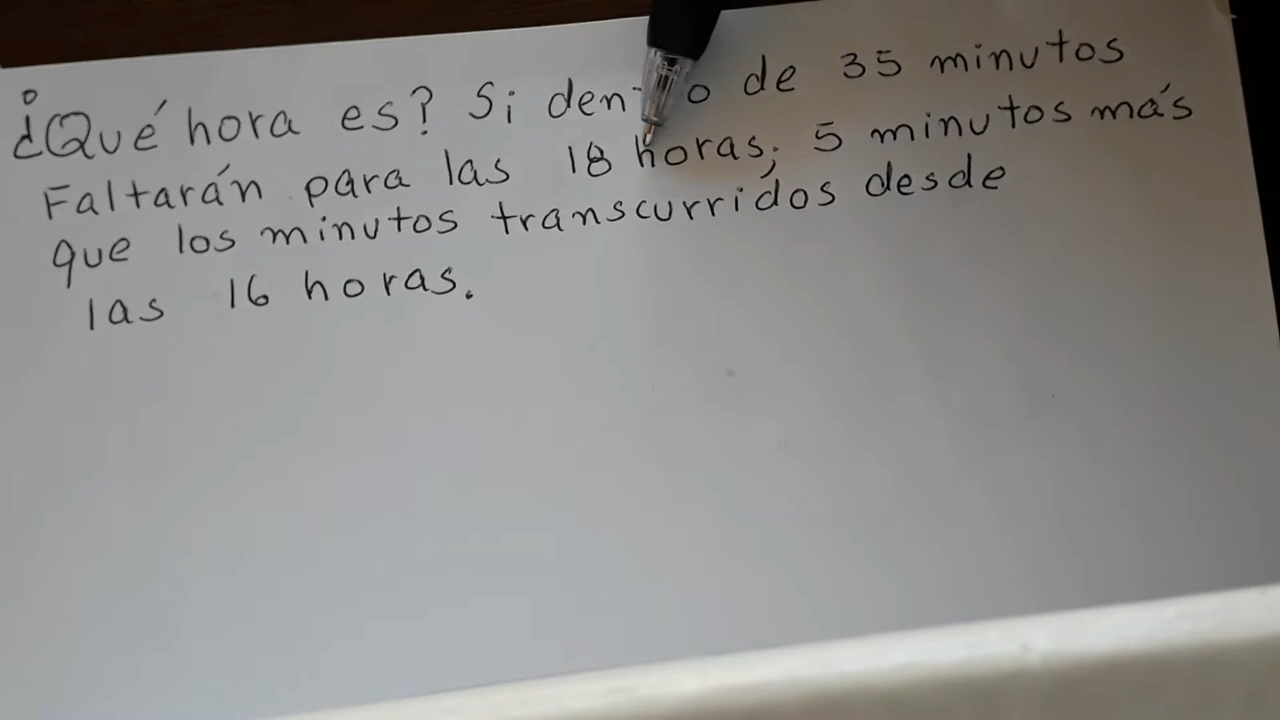 ¿Qué hora es? Si dentro de 35 minutos
Faltarán para las 18 horas; 5 minutos más
que los minutos transcurridos desde
las 16 horas.